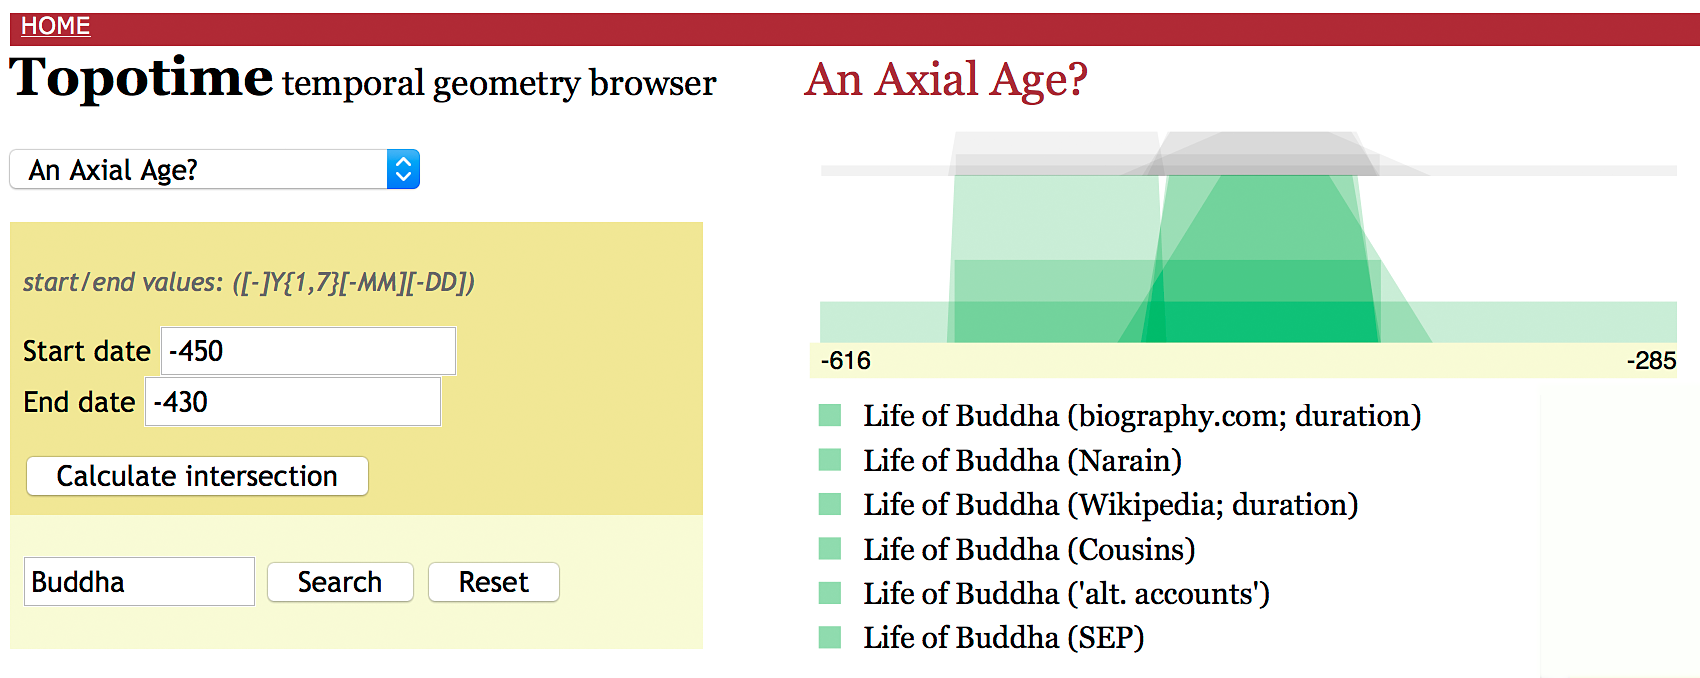 HOME
Topotime temporal geometry browser
An Axial Age?
An Axial Age?
start/end values: ([-]Y{1,7}[-MM][-DD])
Start date -450
End date -430
Calculate intersection
Buddha Search Reset
-616 -285
Life of Buddha (biography.com; duration)
Life of Buddha (Narain)
Life of Buddha (Wikipedia; duration)
Life of Buddha (Cousins)
Life of Buddha ('alt. accounts')
Life of Buddha (SEP)